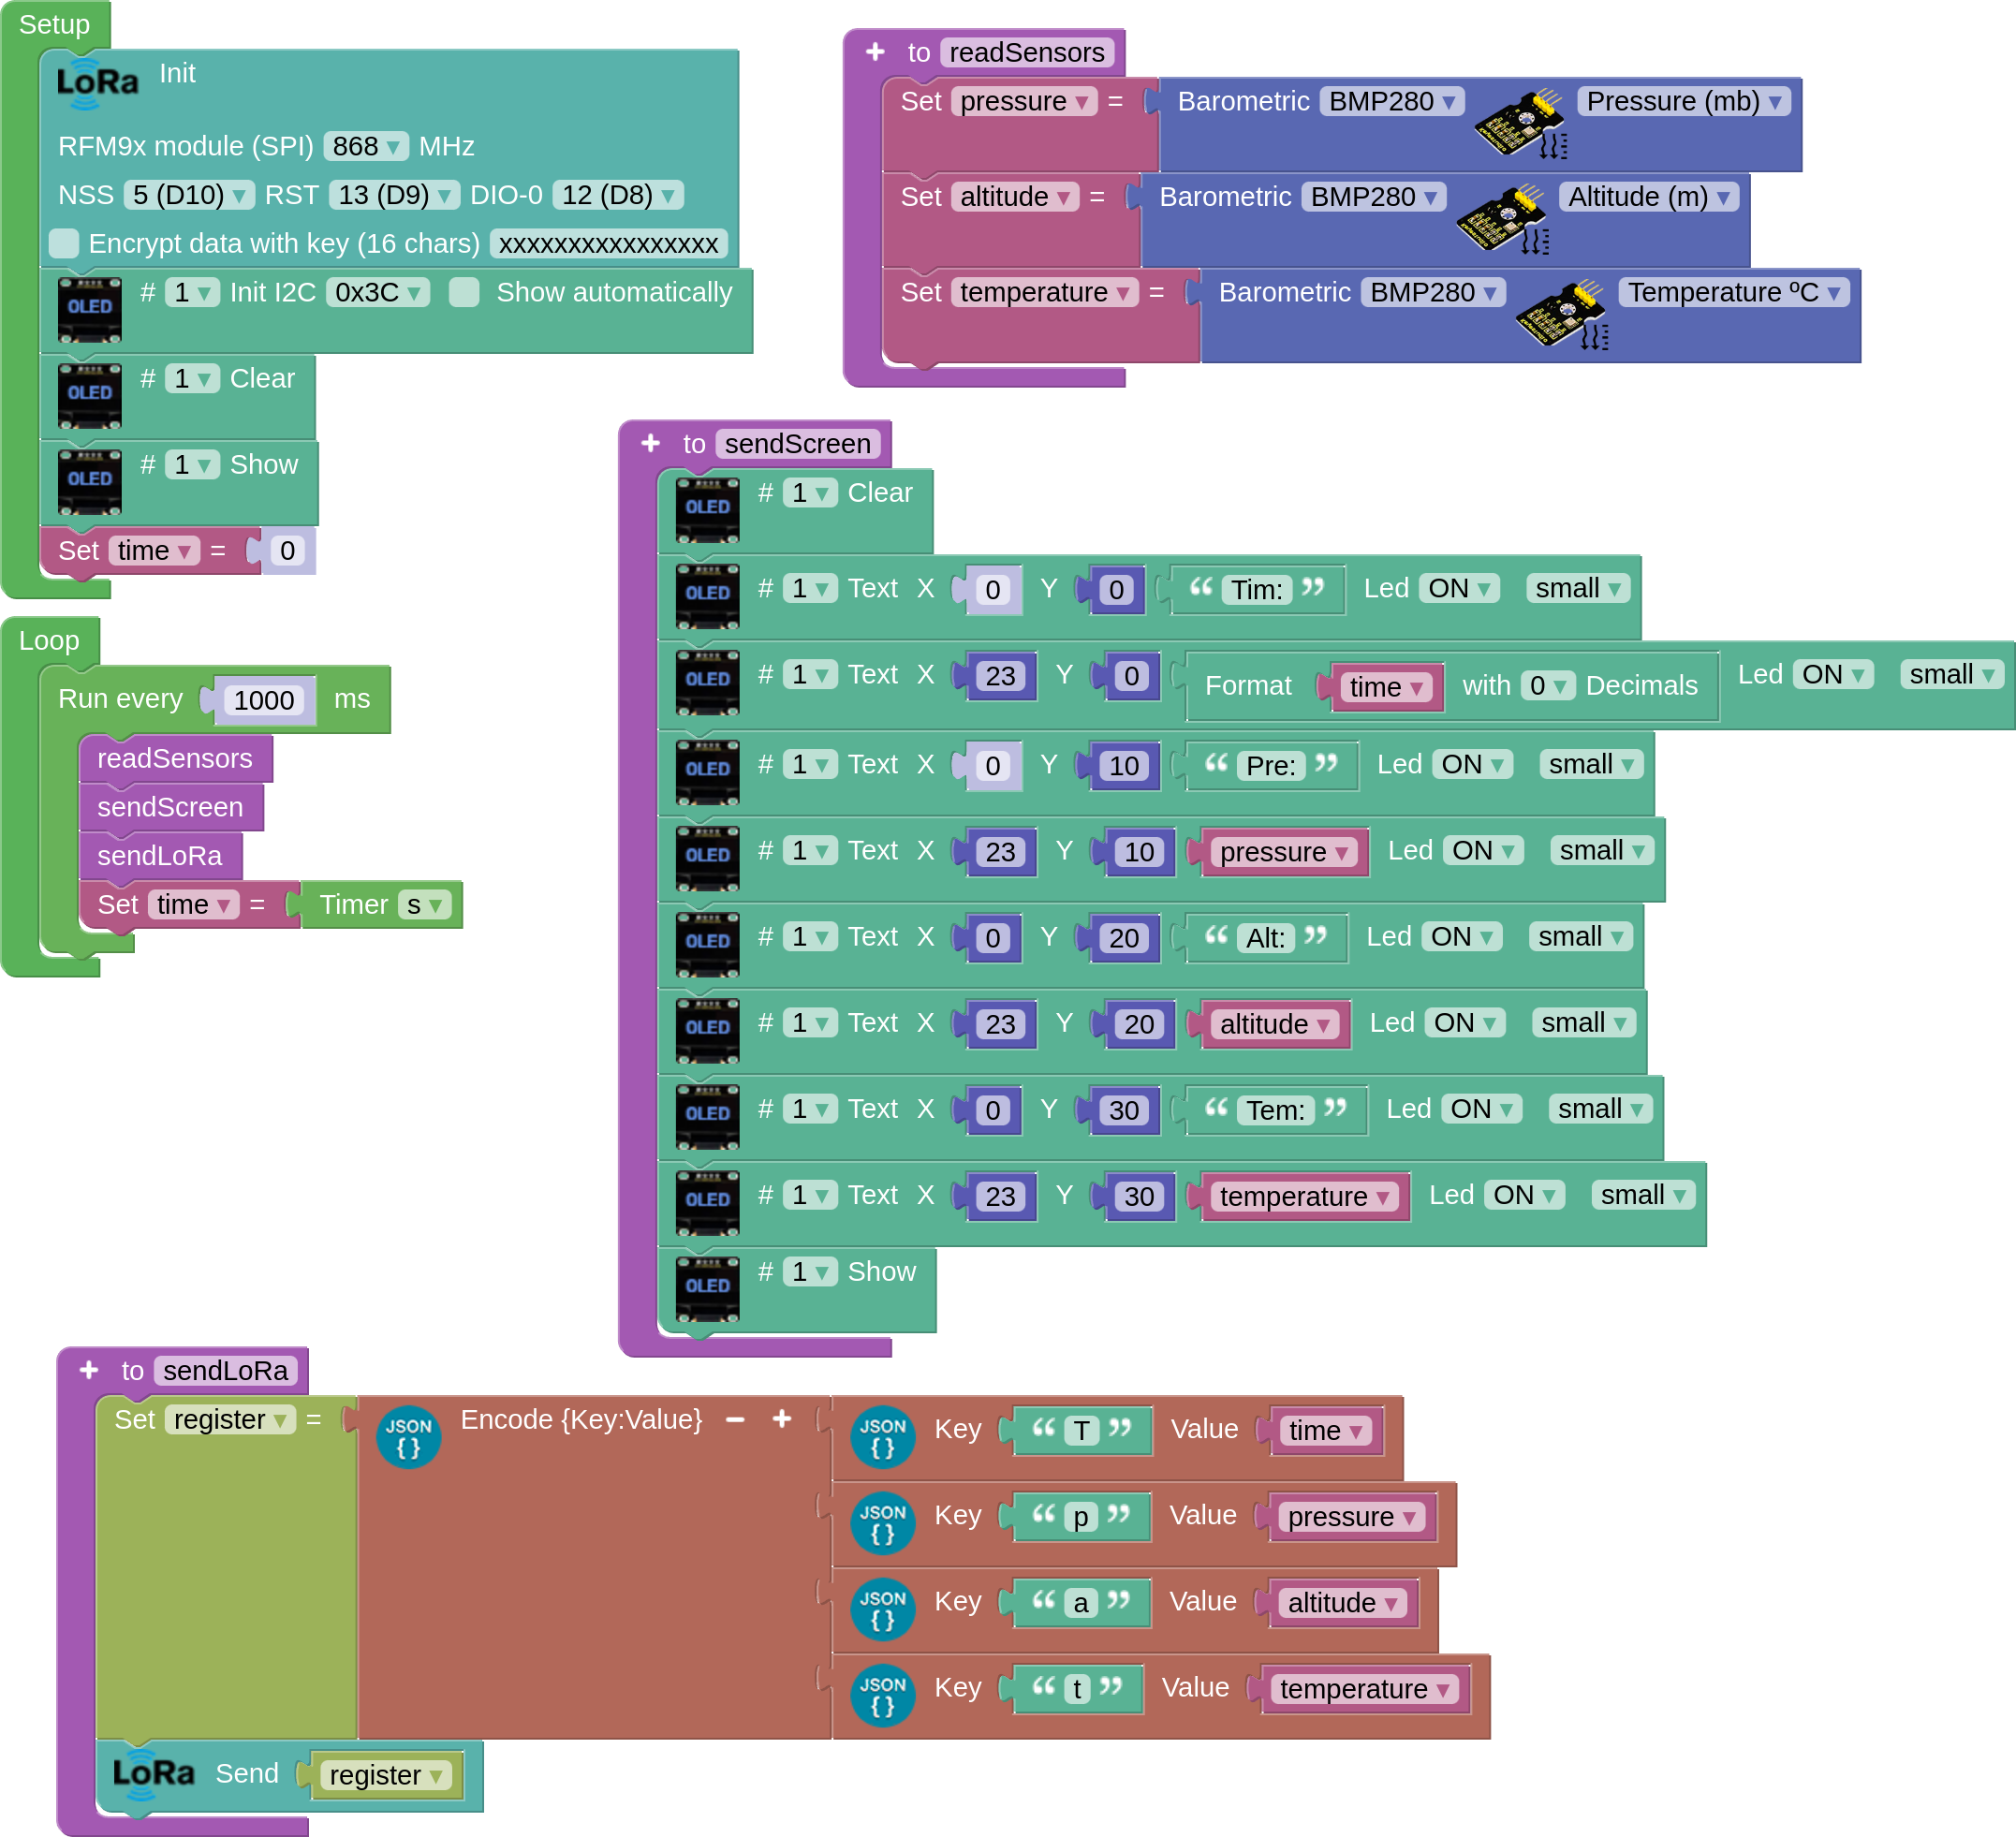 Setup
LoRa Init
RFM9x module (SPI) 868 ▾ MHz
NSS 5 (D10) ▾ RST 13 (D9) ▾ DIO-0 12 (D8) ▾
Encrypt data with key (16 chars) xxxxxxxxxxxxxxxx
OLED # 1 ▾ Init I2C 0x3C ▾ Show automatically
OLED # 1 ▾ Clear
OLED # 1 ▾ Show
Set time ▾ = 0
Loop
Run every 1000 ms
readSensors
sendScreen
sendLoRa
Set time ▾ = Timer s ▾
+ to readSensors
Set pressure ▾ = Barometric BMP280 ▾ Pressure (mb) ▾
Set altitude ▾ = Barometric BMP280 ▾ Altitude (m) ▾
Set temperature ▾ = Barometric BMP280 ▾ Temperature ºC ▾
+ to sendScreen
OLED # 1 ▾ Clear
OLED # 1 ▾ Text X 0 Y 0 “ Tim: ” Led ON ▾ small ▾
OLED # 1 ▾ Text X 23 Y 0 Format time ▾ with 0 ▾ Decimals Led ON ▾ small ▾
OLED # 1 ▾ Text X 0 Y 10 “ Pre: ” Led ON ▾ small ▾
OLED # 1 ▾ Text X 23 Y 10 pressure ▾ Led ON ▾ small ▾
OLED # 1 ▾ Text X 0 Y 20 “ Alt: ” Led ON ▾ small ▾
OLED # 1 ▾ Text X 23 Y 20 altitude ▾ Led ON ▾ small ▾
OLED # 1 ▾ Text X 0 Y 30 “ Tem: ” Led ON ▾ small ▾
OLED # 1 ▾ Text X 23 Y 30 temperature ▾ Led ON ▾ small ▾
OLED # 1 ▾ Show
+ to sendLoRa
Set register ▾ = JSON { } Encode {Key:Value} − + JSON { } Key “ T ” Value time ▾
JSON { } Key “ p ” Value pressure ▾
JSON { } Key “ a ” Value altitude ▾
JSON { } Key “ t ” Value temperature ▾
LoRa Send register ▾